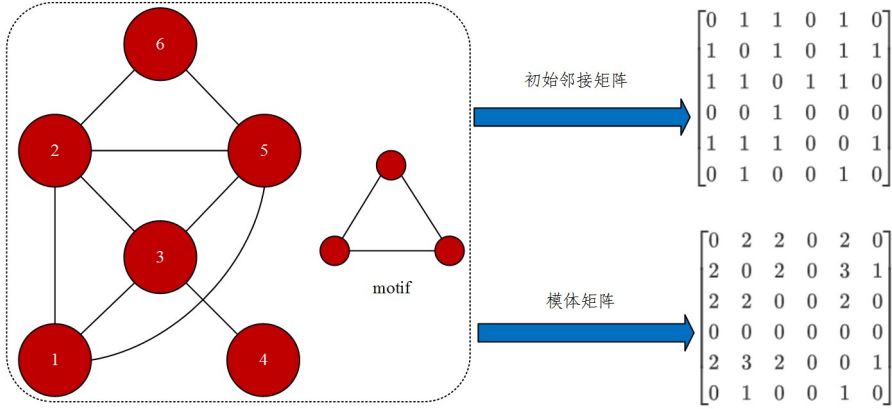 6
2
5
3
1
4
motif
初始邻接矩阵
0 1 1 0 1 0
1 0 1 0 1 1
1 1 0 1 1 0
0 0 1 0 0 0
1 1 1 0 0 1
0 1 0 0 1 0
模体矩阵
0 2 2 0 2 0
2 0 2 0 3 1
2 2 0 0 2 0
0 0 0 0 0 0
2 3 2 0 0 1
0 1 0 0 1 0